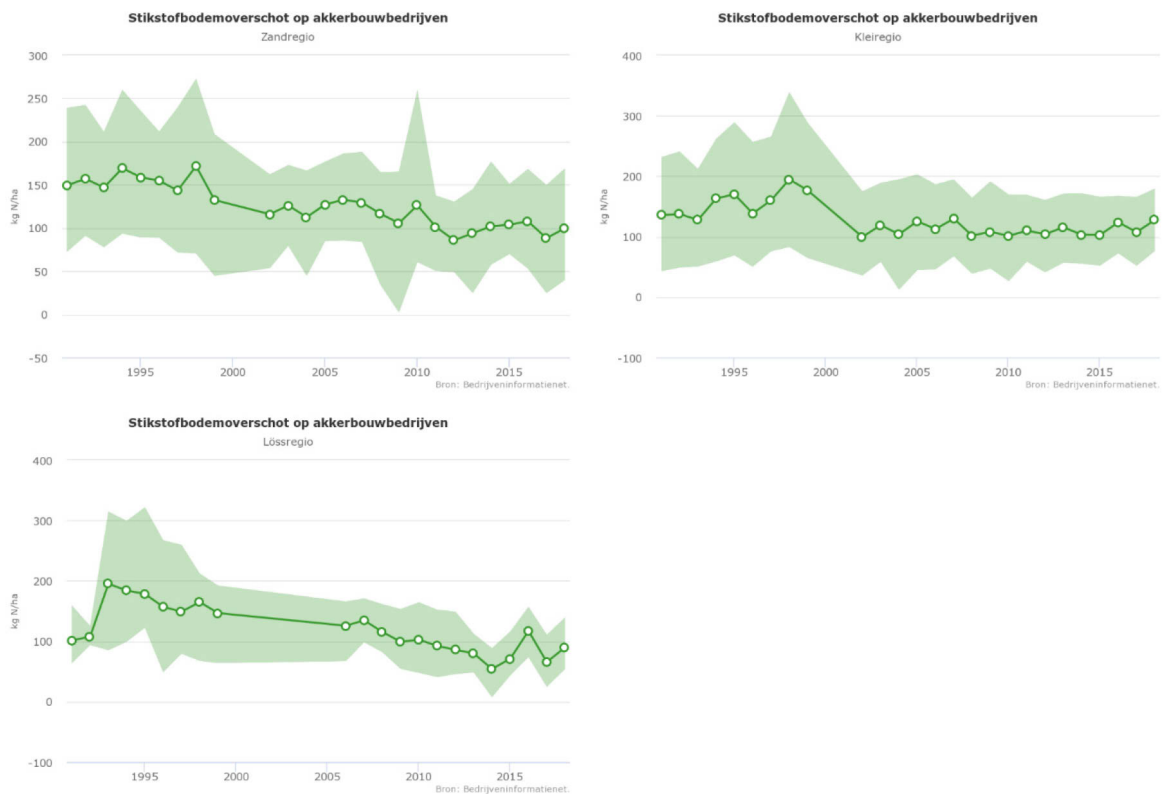 Stikstofbodemoverschot op akkerbouwbedrijven
Zandregio
300
250
200
150
100
50
0
-50
kg N/ha
1995 2000 2005 2010 2015
Bron: Bedrijveninformatienet.
Stikstofbodemoverschot op akkerbouwbedrijven
Kleiregio
400
300
200
100
0
-100
kg N/ha
1995 2000 2005 2010 2015
Bron: Bedrijveninformatienet.
Stikstofbodemoverschot op akkerbouwbedrijven
Lössregio
400
300
200
100
0
-100
kg N/ha
1995 2000 2005 2010 2015
Bron: Bedrijveninformatienet.